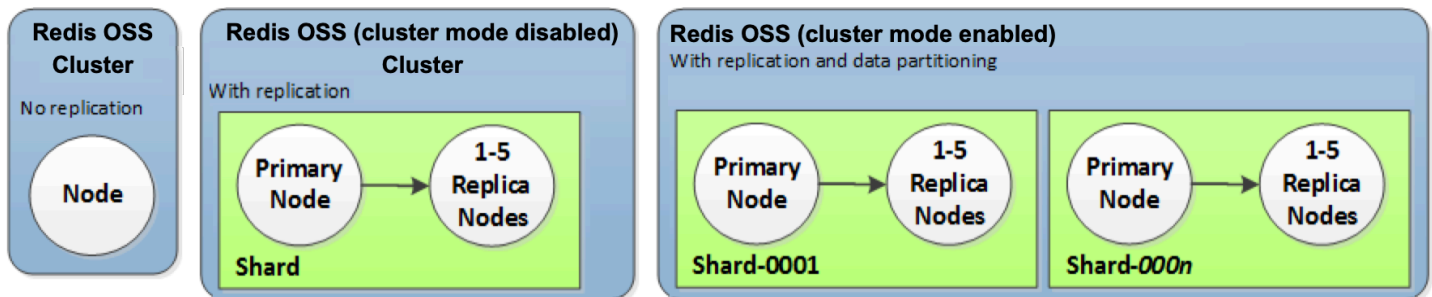 Redis OSS
Cluster
No replication
Node
Redis OSS (cluster mode disabled)
Cluster
With replication
Primary
Node
1-5
Replica
Nodes
Shard
Redis OSS (cluster mode enabled)
With replication and data partitioning
Primary
Node
1-5
Replica
Nodes
Shard-0001
Primary
Node
1-5
Replica
Nodes
Shard-000n